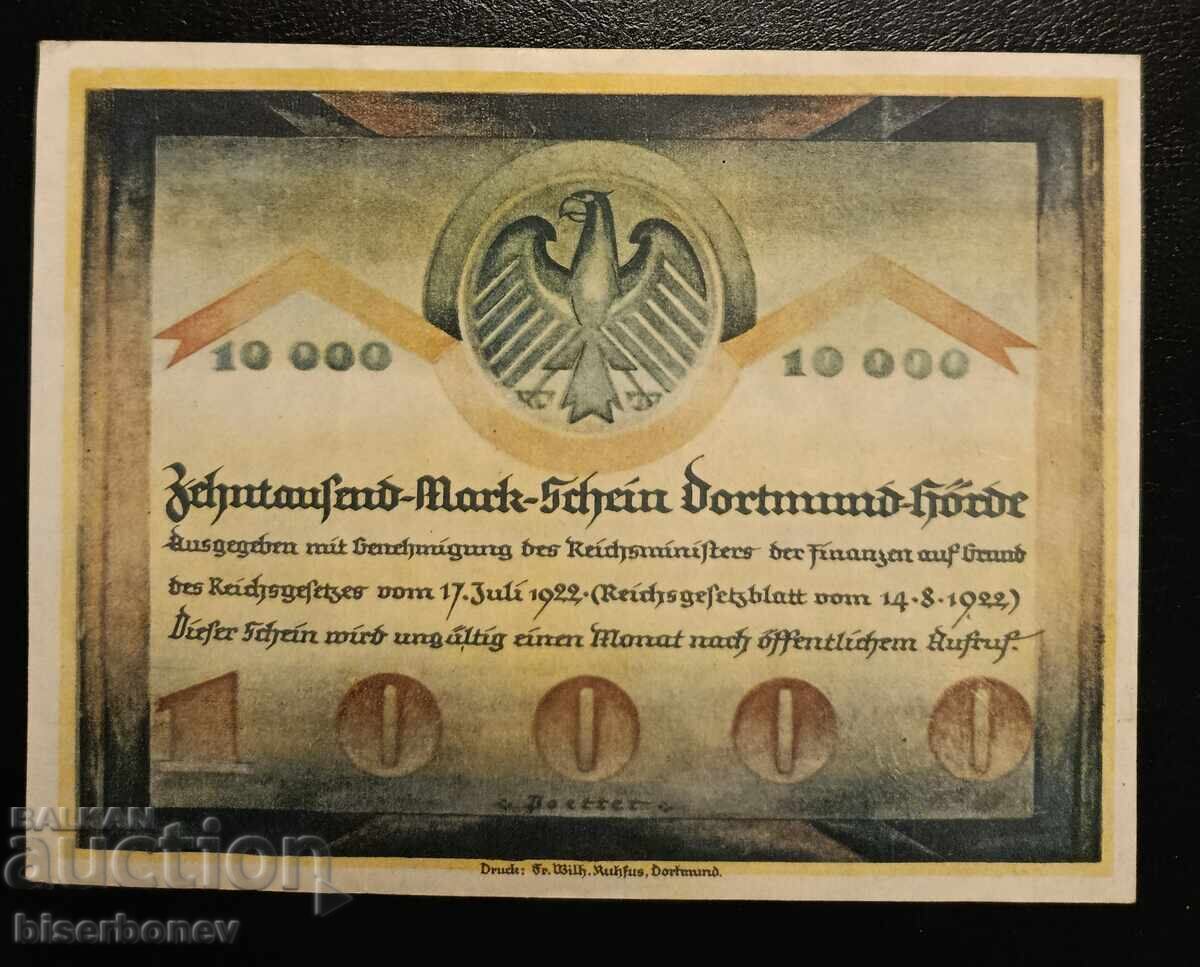 10 000
10 000
Zehntausend-Mark-Schein Dortmund-Hörde
Ausgegeben mit Genehmigung des Reichsministers der Finanzen auf Grund
des Reichsgesetzes vom 17. Juli 1922. (Reichsgesetzblatt vom 14.8.1922)
Dieser Schein wird ungültig einen Monat nach öffentlichem Aufruf.
10000
Poetter
Druck: Fr. Wilh. Ruhfus, Dortmund.
BALKAN
auction
biserbonev